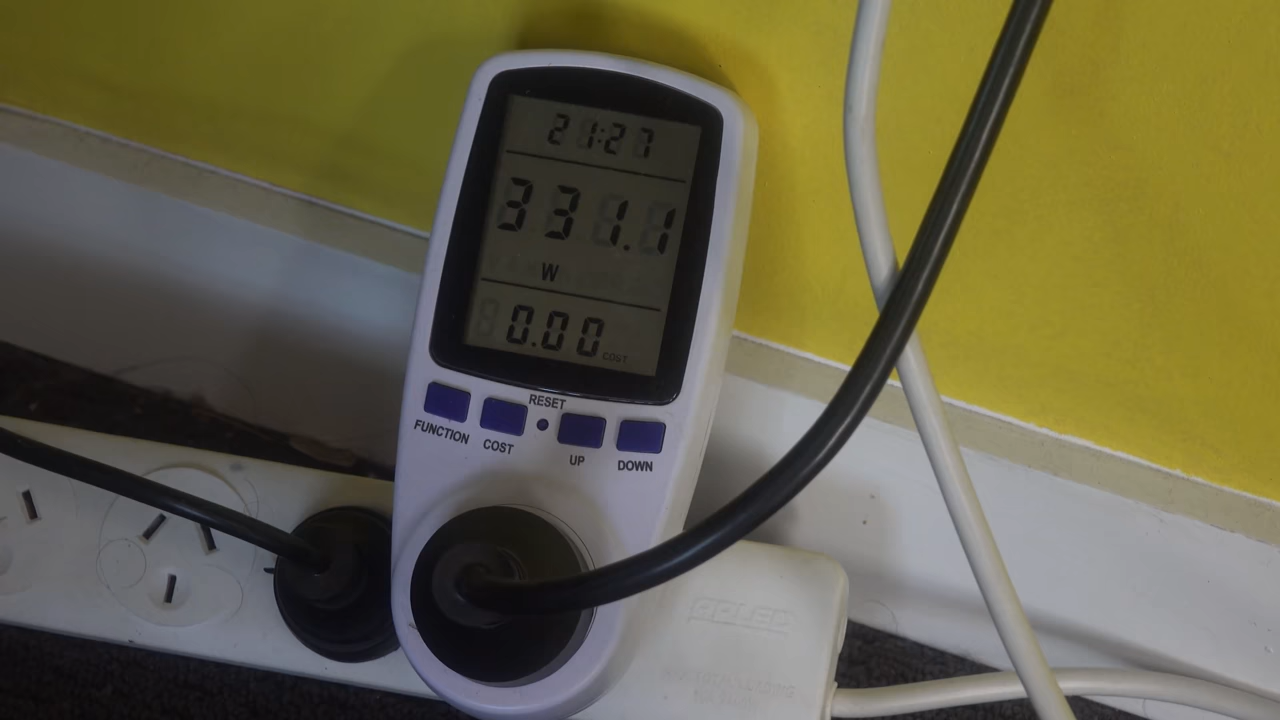 21:27
331.1
W
0.00 COST
RESET
FUNCTION COST UP DOWN